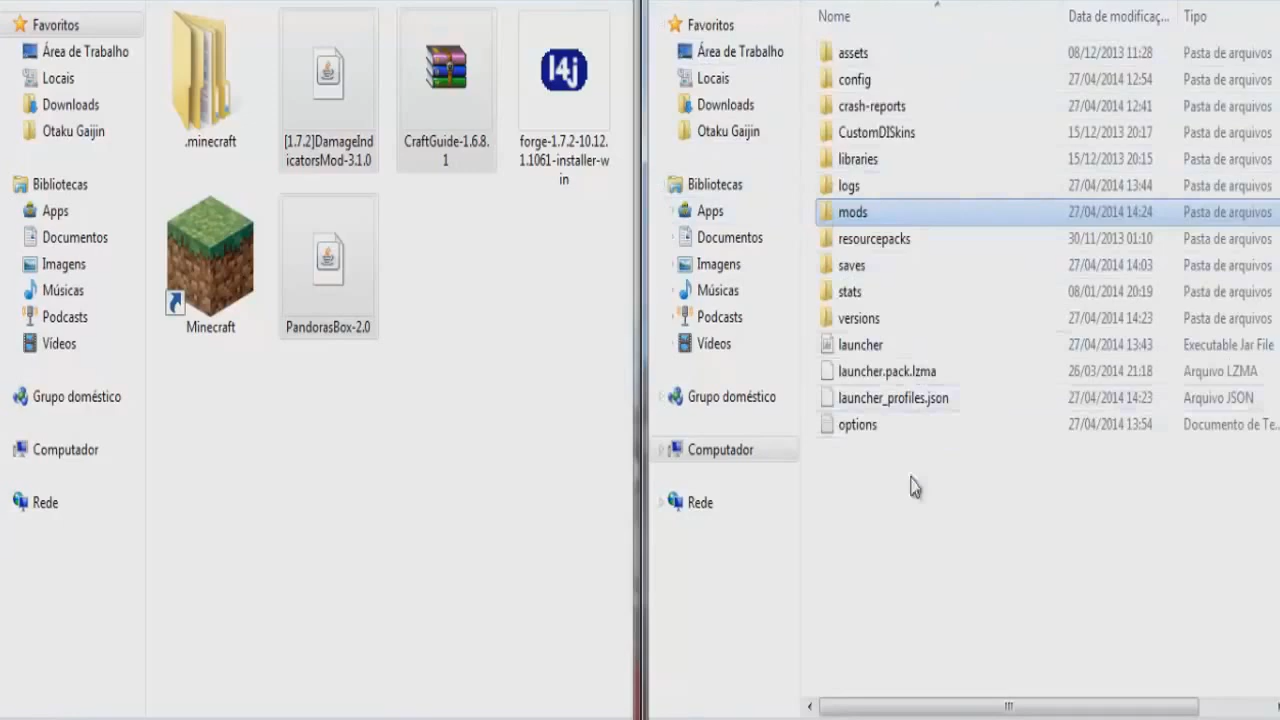 Favoritos
Área de Trabalho
Locais
Downloads
Otaku Gaijin
Bibliotecas
Apps
Documentos
Imagens
Músicas
Podcasts
Vídeos
Grupo doméstico
Computador
Rede
.minecraft
[1.7.2]DamageInd
icatorsMod-3.1.0
CraftGuide-1.6.8.
1
l4j
forge-1.7.2-10.12.
1.1061-installer-w
in
Minecraft
PandorasBox-2.0
Favoritos
Área de Trabalho
Locais
Downloads
Otaku Gaijin
Bibliotecas
Apps
Documentos
Imagens
Músicas
Podcasts
Vídeos
Grupo doméstico
Computador
Rede
Nome Data de modificaç... Tipo
assets 08/12/2013 11:28 Pasta de arquivos
config 27/04/2014 12:54 Pasta de arquivos
crash-reports 27/04/2014 12:41 Pasta de arquivos
CustomDISkins 15/12/2013 20:17 Pasta de arquivos
libraries 15/12/2013 20:15 Pasta de arquivos
logs 27/04/2014 13:44 Pasta de arquivos
mods 27/04/2014 14:24 Pasta de arquivos
resourcepacks 30/11/2013 01:10 Pasta de arquivos
saves 27/04/2014 14:03 Pasta de arquivos
stats 08/01/2014 20:19 Pasta de arquivos
versions 27/04/2014 14:23 Pasta de arquivos
launcher 27/04/2014 13:43 Executable Jar File
launcher.pack.lzma 26/03/2014 21:18 Arquivo LZMA
launcher_profiles.json 27/04/2014 14:23 Arquivo JSON
options 27/04/2014 13:54 Documento de Te...